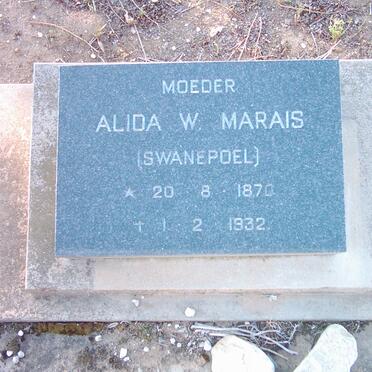 MOEDER
ALIDA W. MARAIS
(SWANEPOEL)
★ 20 8 1870
† 1 2 1932.